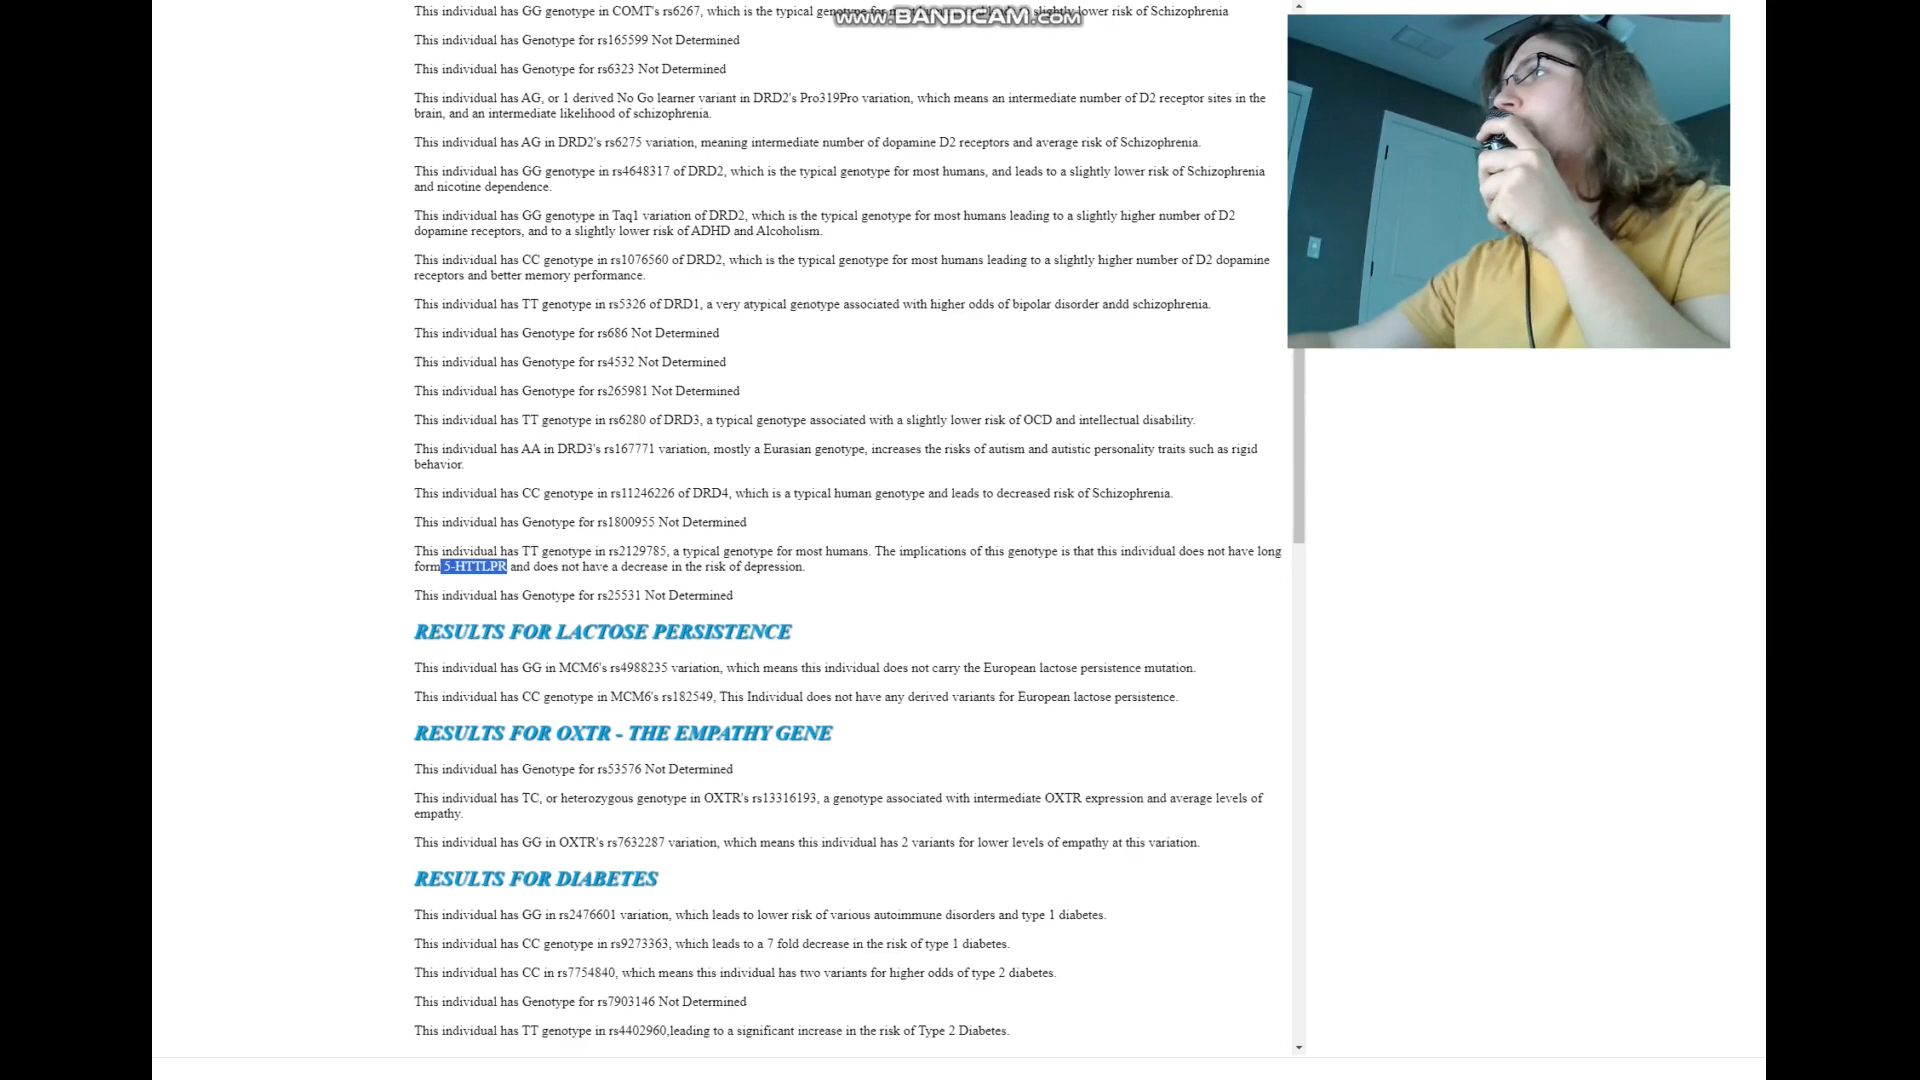 This individual has GG genotype in COMT's rs6267, which is the typical genotype for slightly lower risk of Schizophrenia
WWW.BANDICAM.COM
This individual has Genotype for rs165599 Not Determined
This individual has Genotype for rs6323 Not Determined
This individual has AG, or 1 derived No Go learner variant in DRD2's Pro319Pro variation, which means an intermediate number of D2 receptor sites in the
brain, and an intermediate likelihood of schizophrenia.
This individual has AG in DRD2's rs6275 variation, meaning intermediate number of dopamine D2 receptors and average risk of Schizophrenia.
This individual has GG genotype in rs4648317 of DRD2, which is the typical genotype for most humans, and leads to a slightly lower risk of Schizophrenia
and nicotine dependence.
This individual has GG genotype in Taq1 variation of DRD2, which is the typical genotype for most humans leading to a slightly higher number of D2
dopamine receptors, and to a slightly lower risk of ADHD and Alcoholism.
This individual has CC genotype in rs1076560 of DRD2, which is the typical genotype for most humans leading to a slightly higher number of D2 dopamine
receptors and better memory performance.
This individual has TT genotype in rs5326 of DRD1, a very atypical genotype associated with higher odds of bipolar disorder andd schizophrenia.
This individual has Genotype for rs686 Not Determined
This individual has Genotype for rs4532 Not Determined
This individual has Genotype for rs265981 Not Determined
This individual has TT genotype in rs6280 of DRD3, a typical genotype associated with a slightly lower risk of OCD and intellectual disability.
This individual has AA in DRD3's rs167771 variation, mostly a Eurasian genotype, increases the risks of autism and autistic personality traits such as rigid
behavior.
This individual has CC genotype in rs11246226 of DRD4, which is a typical human genotype and leads to decreased risk of Schizophrenia.
This individual has Genotype for rs1800955 Not Determined
This individual has TT genotype in rs2129785, a typical genotype for most humans. The implications of this genotype is that this individual does not have long
form 5-HTTLPR and does not have a decrease in the risk of depression.
This individual has Genotype for rs25531 Not Determined
RESULTS FOR LACTOSE PERSISTENCE
This individual has GG in MCM6's rs4988235 variation, which means this individual does not carry the European lactose persistence mutation.
This individual has CC genotype in MCM6's rs182549, This Individual does not have any derived variants for European lactose persistence.
RESULTS FOR OXTR - THE EMPATHY GENE
This individual has Genotype for rs53576 Not Determined
This individual has TC, or heterozygous genotype in OXTR's rs13316193, a genotype associated with intermediate OXTR expression and average levels of
empathy.
This individual has GG in OXTR's rs7632287 variation, which means this individual has 2 variants for lower levels of empathy at this variation.
RESULTS FOR DIABETES
This individual has GG in rs2476601 variation, which leads to lower risk of various autoimmune disorders and type 1 diabetes.
This individual has CC genotype in rs9273363, which leads to a 7 fold decrease in the risk of type 1 diabetes.
This individual has CC in rs7754840, which means this individual has two variants for higher odds of type 2 diabetes.
This individual has Genotype for rs7903146 Not Determined
This individual has TT genotype in rs4402960,leading to a significant increase in the risk of Type 2 Diabetes.